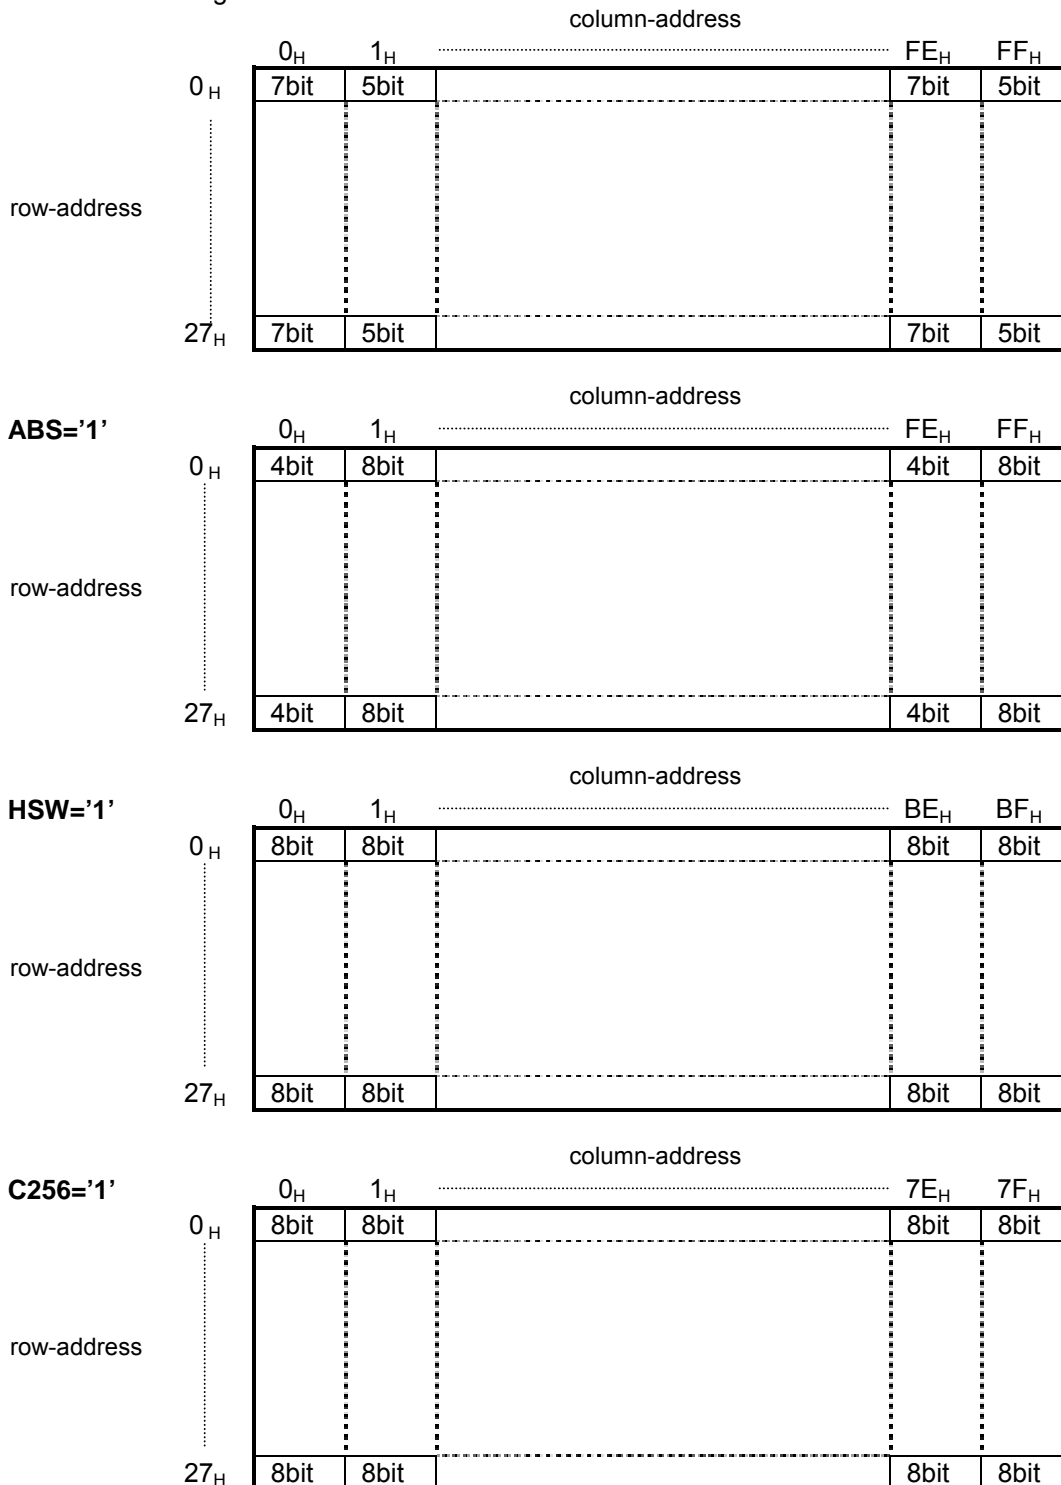 column-address
0H 1H FEH FFH
0 H 7bit 5bit 7bit 5bit
row-address
27H 7bit 5bit 7bit 5bit
column-address
ABS='1' 0H 1H FEH FFH
0 H 4bit 8bit 4bit 8bit
row-address
27H 4bit 8bit 4bit 8bit
column-address
HSW='1' 0H 1H BEH BFH
0 H 8bit 8bit 8bit 8bit
row-address
27H 8bit 8bit 8bit 8bit
column-address
C256='1' 0H 1H 7EH 7FH
0 H 8bit 8bit 8bit 8bit
row-address
27H 8bit 8bit 8bit 8bit